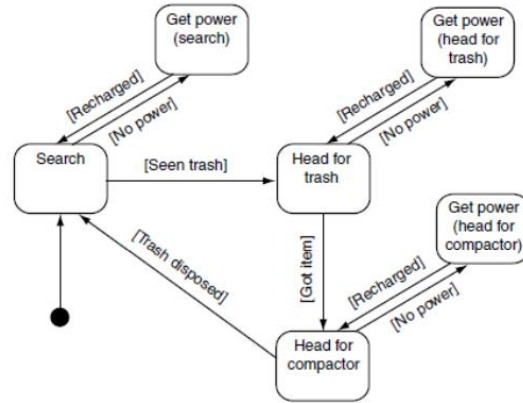 Get power
(search)
Get power
(head for
trash)
[Recharged]
[No power]
[Recharged]
[No power]
Search
[Seen trash]
Head for
trash
Get power
(head for
compactor)
[Trash disposed]
[Got item]
[Recharged]
[No power]
Head for
compactor